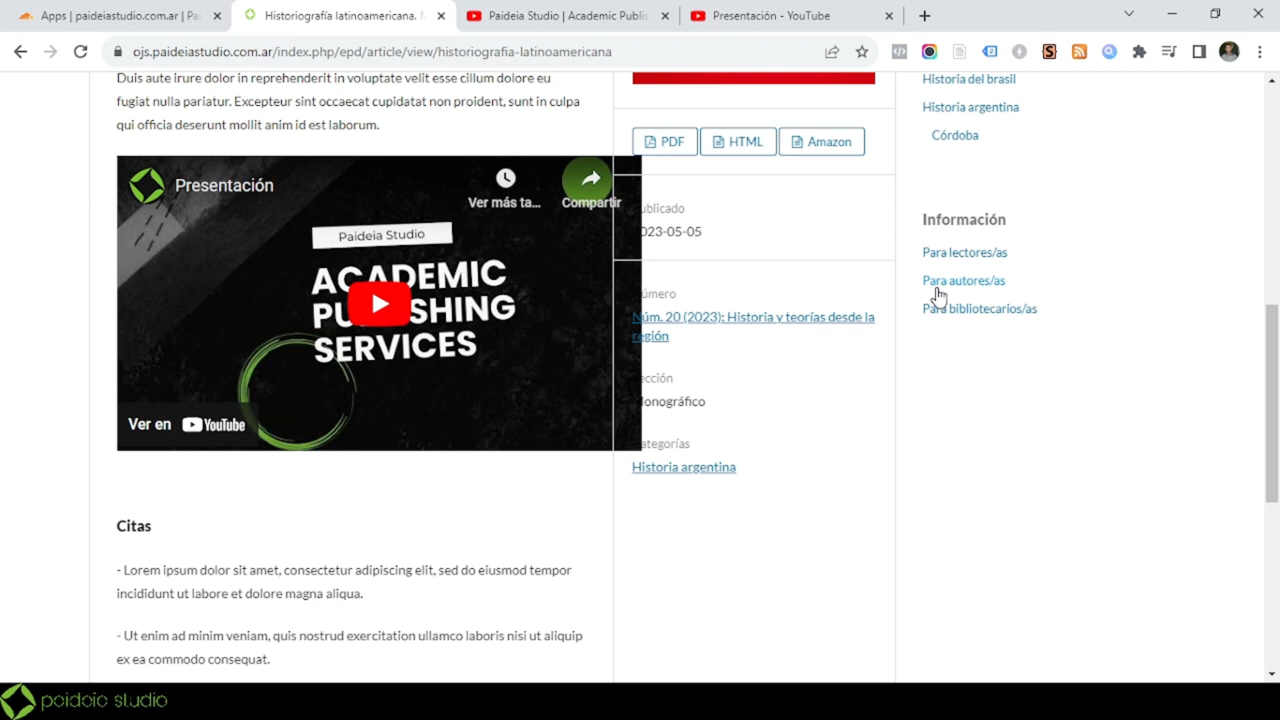 Apps | paideiastudio.com.ar | Pai
Historiografía latinoamericana. M
Paideia Studio | Academic Publis
Presentación - YouTube
ojs.paideiastudio.com.ar/index.php/epd/article/view/historiografia-latinoamericana
Duis aute irure dolor in reprehenderit in voluptate velit esse cillum dolore eu
fugiat nulla pariatur. Excepteur sint occaecat cupidatat non proident, sunt in culpa
qui officia deserunt mollit anim id est laborum.
Presentación
Ver más ta...
Compartir
Paideia Studio
ACADEMIC
PUBLISHING
SERVICES
Ver en YouTube
Citas
- Lorem ipsum dolor sit amet, consectetur adipiscing elit, sed do eiusmod tempor
incididunt ut labore et dolore magna aliqua.
- Ut enim ad minim veniam, quis nostrud exercitation ullamco laboris nisi ut aliquip
ex ea commodo consequat.
PDF
HTML
Amazon
ublicado
023-05-05
úmero
Núm. 20 (2023): Historia y teorías desde la
región
ección
onográfico
ategorías
Historia argentina
Historia del brasil
Historia argentina
Córdoba
Información
Para lectores/as
Para autores/as
Para bibliotecarios/as
paideia studio